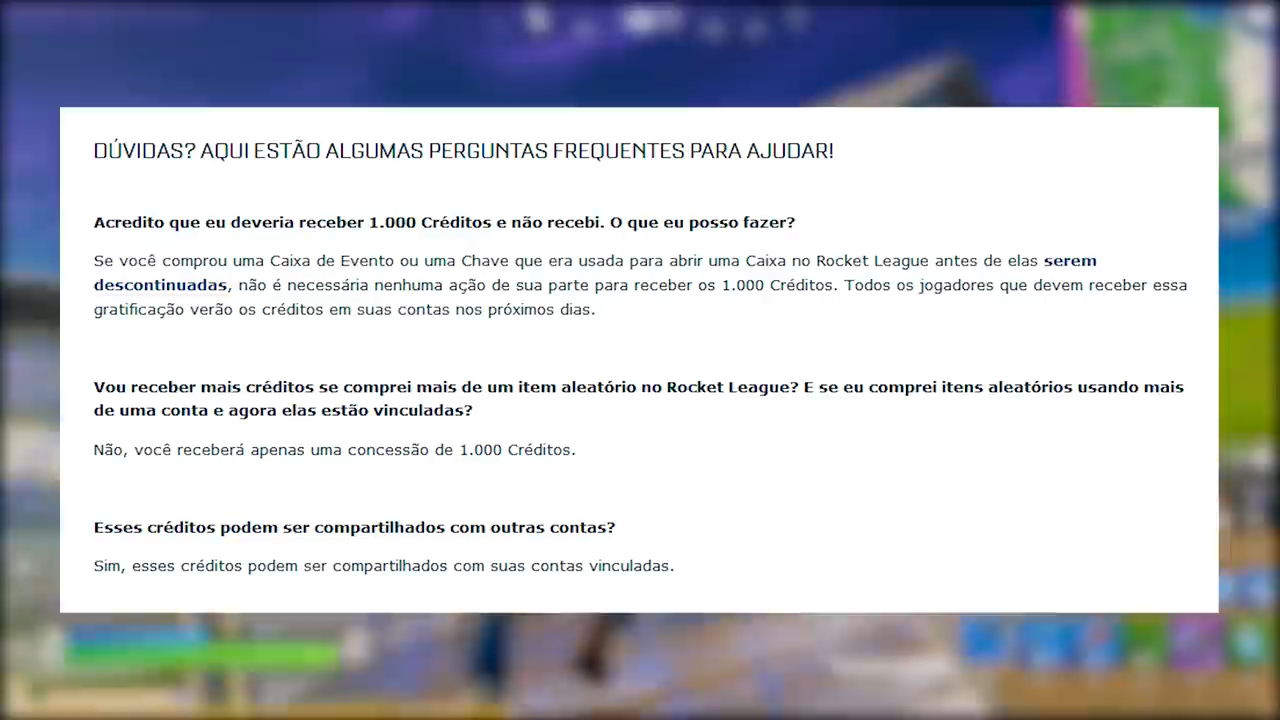 DÚVIDAS? AQUI ESTÃO ALGUMAS PERGUNTAS FREQUENTES PARA AJUDAR!
Acredito que eu deveria receber 1.000 Créditos e não recebi. O que eu posso fazer?
Se você comprou uma Caixa de Evento ou uma Chave que era usada para abrir uma Caixa no Rocket League antes de elas serem
descontinuadas, não é necessária nenhuma ação de sua parte para receber os 1.000 Créditos. Todos os jogadores que devem receber essa
gratificação verão os créditos em suas contas nos próximos dias.
Vou receber mais créditos se comprei mais de um item aleatório no Rocket League? E se eu comprei itens aleatórios usando mais
de uma conta e agora elas estão vinculadas?
Não, você receberá apenas uma concessão de 1.000 Créditos.
Esses créditos podem ser compartilhados com outras contas?
Sim, esses créditos podem ser compartilhados com suas contas vinculadas.